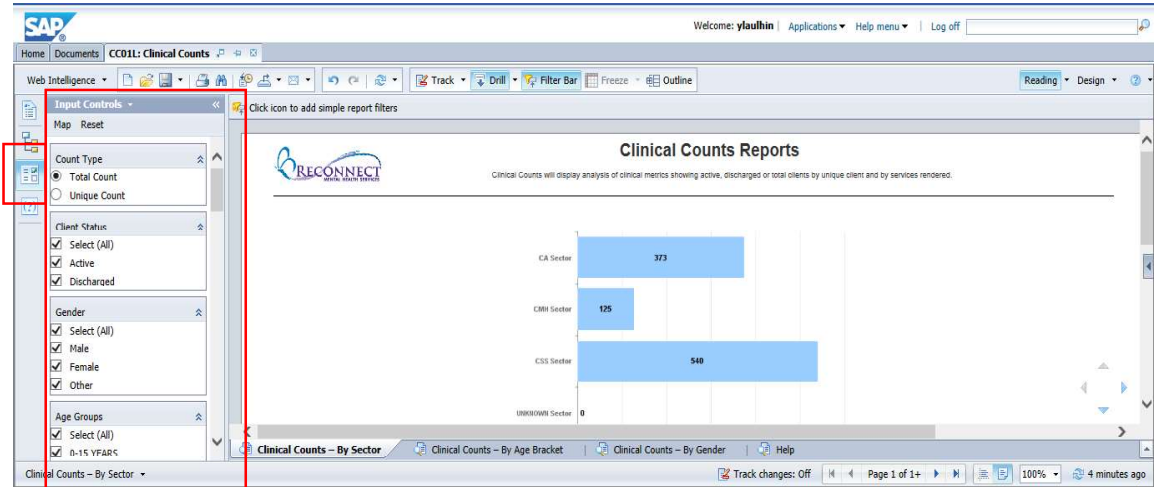 SAP
Welcome: ylaulhin | Applications Help menu | Log off
Home Documents CC01L: Clinical Counts
Web Intelligence Track Drill Filter Bar Freeze Outline Reading Design
Input Controls
Click icon to add simple report filters
Map Reset
Count Type
Total Count
Unique Count
Client Status
Select (All)
Active
Discharged
Gender
Select (All)
Male
Female
Other
Age Groups
Select (All)
0-15 YEARS
RECONNECT
MENTAL HEALTH SERVICES
Clinical Counts Reports
Clinical Counts will display analysis of clinical metrics showing active, discharged or total clients by unique client and by services rendered.
CA Sector 373
CMH Sector 125
CSS Sector 540
UNKNOWN Sector 0
Clinical Counts – By Sector Clinical Counts – By Age Bracket | Clinical Counts – By Gender | Help
Clinical Counts – By Sector Track changes: Off Page 1 of 1+ 100% 4 minutes ago